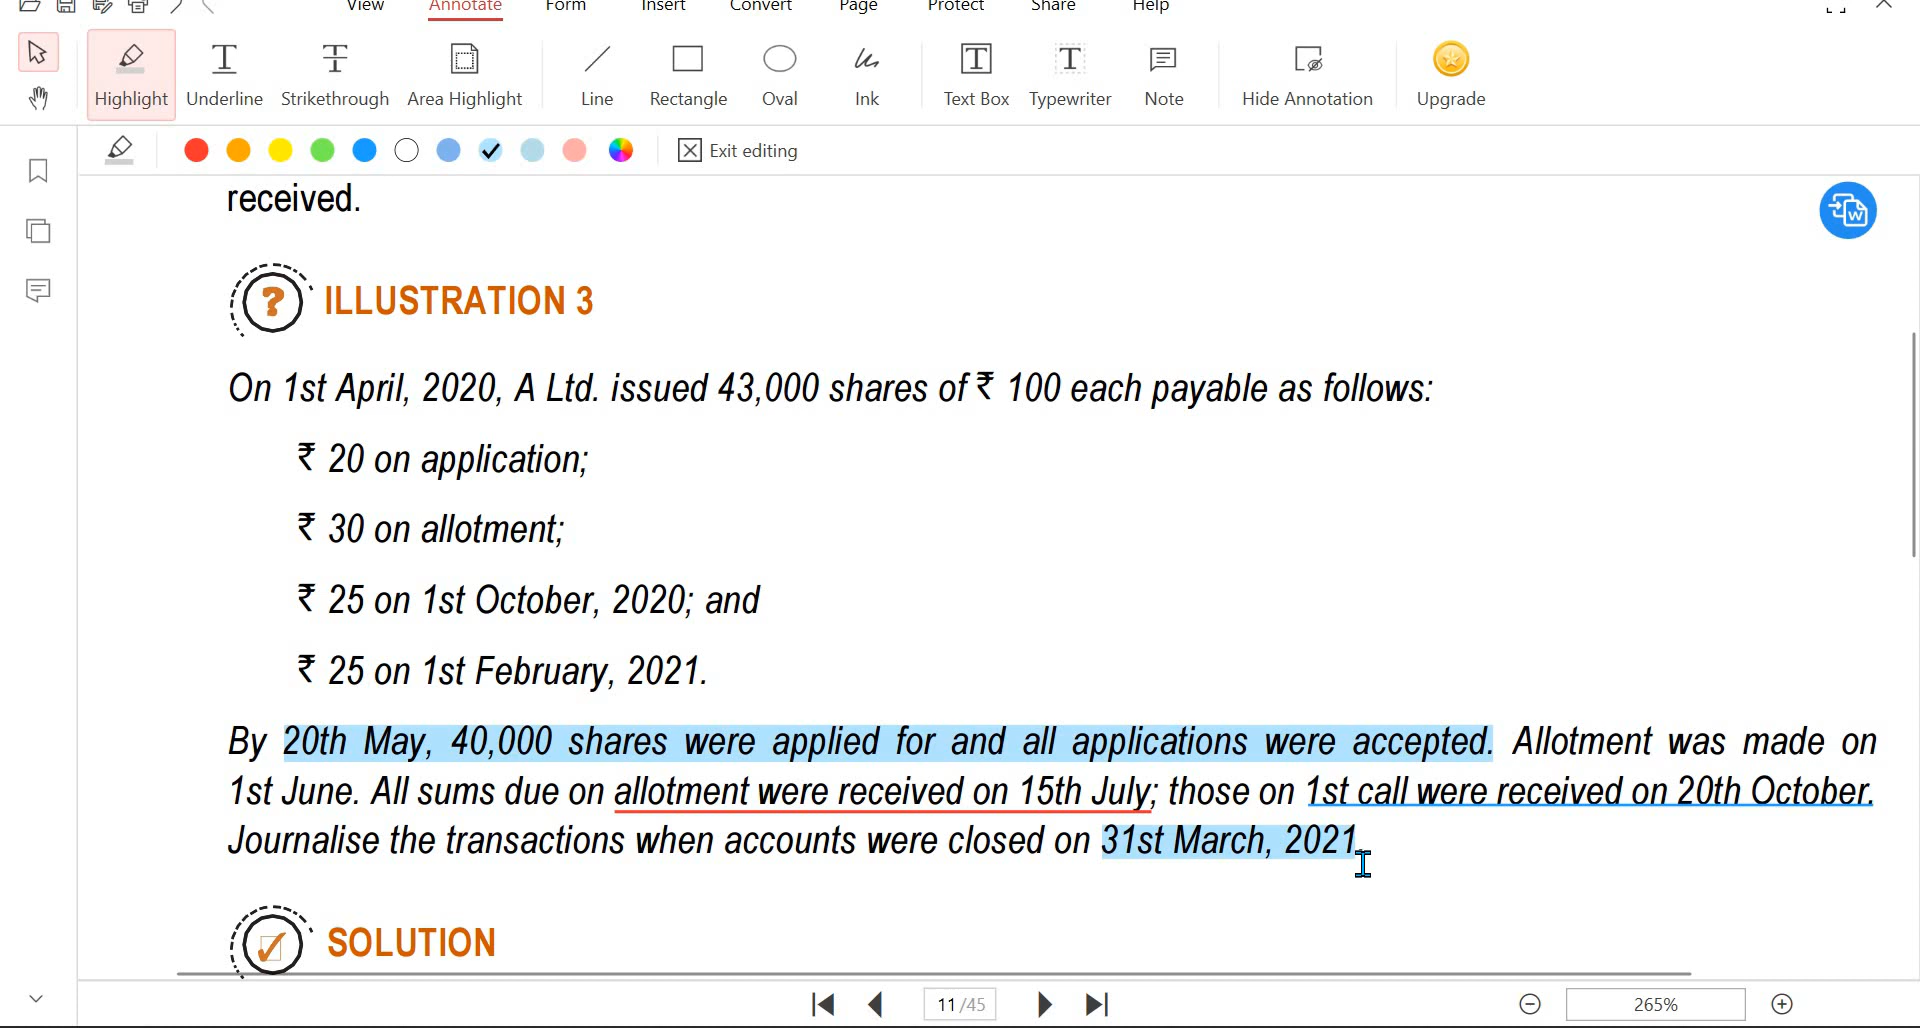 View Annotate Form Insert Convert Page Protect Share Help
Highlight Underline Strikethrough Area Highlight Line Rectangle Oval Ink Text Box Typewriter Note Hide Annotation Upgrade
Exit editing
received.
ILLUSTRATION 3
On 1st April, 2020, A Ltd. issued 43,000 shares of ₹ 100 each payable as follows:
₹ 20 on application;
₹ 30 on allotment;
₹ 25 on 1st October, 2020; and
₹ 25 on 1st February, 2021.
By 20th May, 40,000 shares were applied for and all applications were accepted. Allotment was made on
1st June. All sums due on allotment were received on 15th July; those on 1st call were received on 20th October.
Journalise the transactions when accounts were closed on 31st March, 2021.
SOLUTION
11 /45
265%